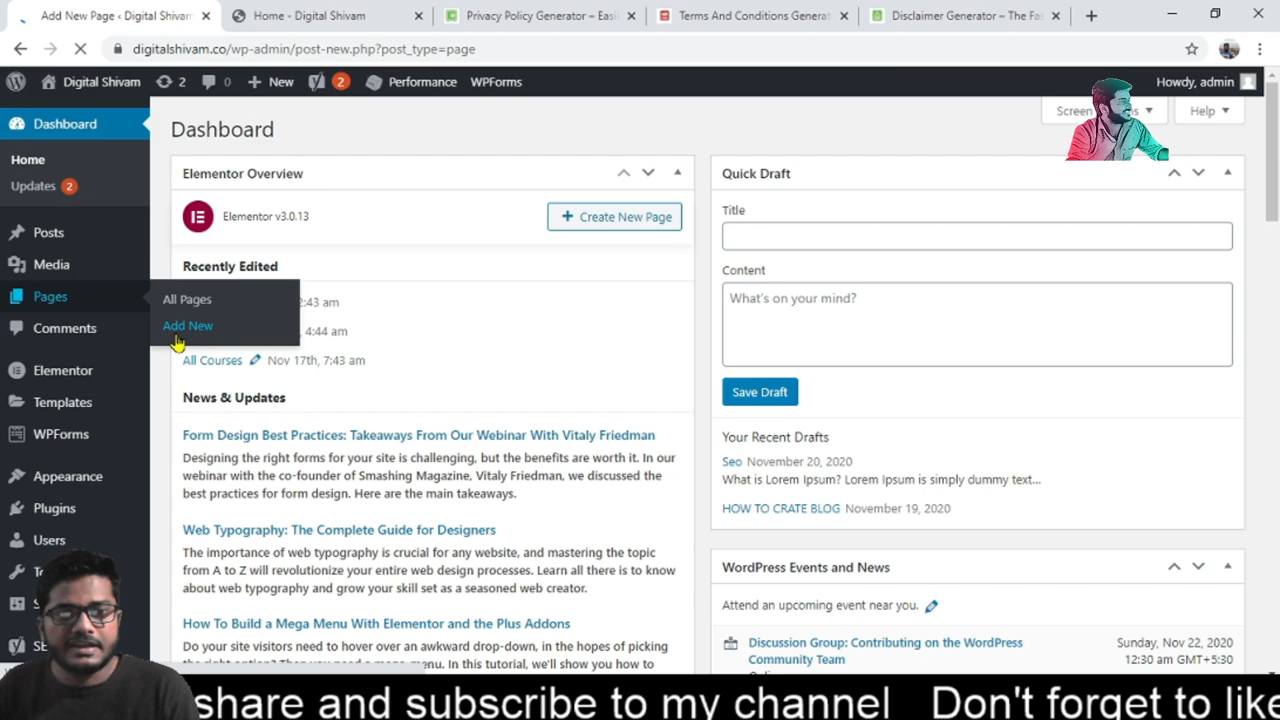 Add New Page ‹ Digital Shivam
Home - Digital Shivam
Privacy Policy Generator – Easil
Terms And Conditions Generat
Disclaimer Generator – The Fas
digitalshivam.co/wp-admin/post-new.php?post_type=page
Digital Shivam
2
0
New
2
Performance
WPForms
Howdy, admin
Dashboard
Home
Updates 2
Posts
Media
Pages
Comments
Elementor
Templates
WPForms
Appearance
Plugins
Users
All Pages
Add New
Dashboard
Help
Elementor Overview
Elementor v3.0.13
Create New Page
Recently Edited
2:43 am
, 4:44 am
All Courses Nov 17th, 7:43 am
News & Updates
Form Design Best Practices: Takeaways From Our Webinar With Vitaly Friedman
Designing the right forms for your site is challenging, but the benefits are worth it. In our
webinar with the co-founder of Smashing Magazine, Vitaly Friedman, we discussed the
best practices for form design. Here are the main takeaways.
Web Typography: The Complete Guide for Designers
The importance of web typography is crucial for any website, and mastering the topic
from A to Z will revolutionize your entire web design processes. Learn all there is to know
about web typography and grow your skill set as a seasoned web creator.
How To Build a Mega Menu With Elementor and the Plus Addons
Do your site visitors need to hover over an awkward drop-down, in the hopes of picking
Quick Draft
Title
Content
What's on your mind?
Save Draft
Your Recent Drafts
Seo November 20, 2020
What is Lorem Ipsum? Lorem Ipsum is simply dummy text...
HOW TO CRATE BLOG November 19, 2020
WordPress Events and News
Attend an upcoming event near you.
Discussion Group: Contributing on the WordPress
Community Team
Sunday, Nov 22, 2020
12:30 am GMT+5:30
share and subscribe to my channel Don't forget to like